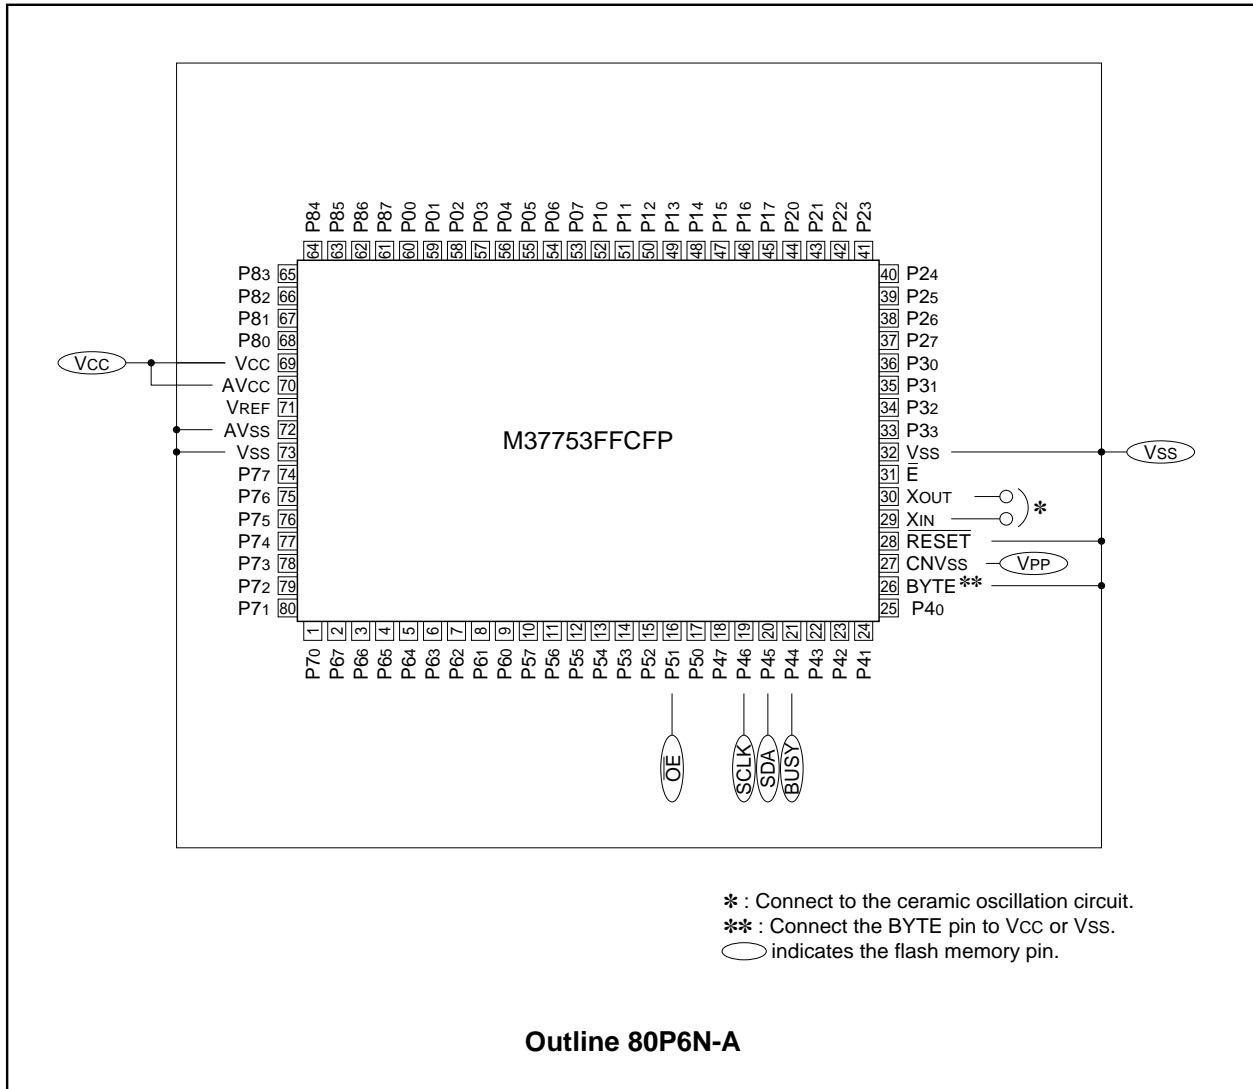 P84 P85 P86 P87 P00 P01 P02 P03 P04 P05 P06 P07 P10 P11 P12 P13 P14 P15 P16 P17 P20 P21 P22 P23
64 63 62 61 60 59 58 57 56 55 54 53 52 51 50 49 48 47 46 45 44 43 42 41
P83 65 40 P24
P82 66 39 P25
P81 67 38 P26
P80 68 37 P27
VCC VCC 69 36 P30
AVCC 70 35 P31
VREF 71 34 P32
AVSS 72 33 P33
M37753FFCFP
VSS 73 32 VSS VSS
P77 74 31 E̅
P76 75 30 XOUT
P75 76 29 XIN *
P74 77 28 R̅E̅S̅E̅T̅
P73 78 27 CNVSS VPP
P72 79 26 BYTE **
P71 80 25 P40
1 2 3 4 5 6 7 8 9 10 11 12 13 14 15 16 17 18 19 20 21 22 23 24
P70 P67 P66 P65 P64 P63 P62 P61 P60 P57 P56 P55 P54 P53 P52 P51 P50 P47 P46 P45 P44 P43 P42 P41
O̅E̅ SCLK SDA BUSY
* : Connect to the ceramic oscillation circuit.
** : Connect the BYTE pin to VCC or VSS.
indicates the flash memory pin.
Outline 80P6N-A